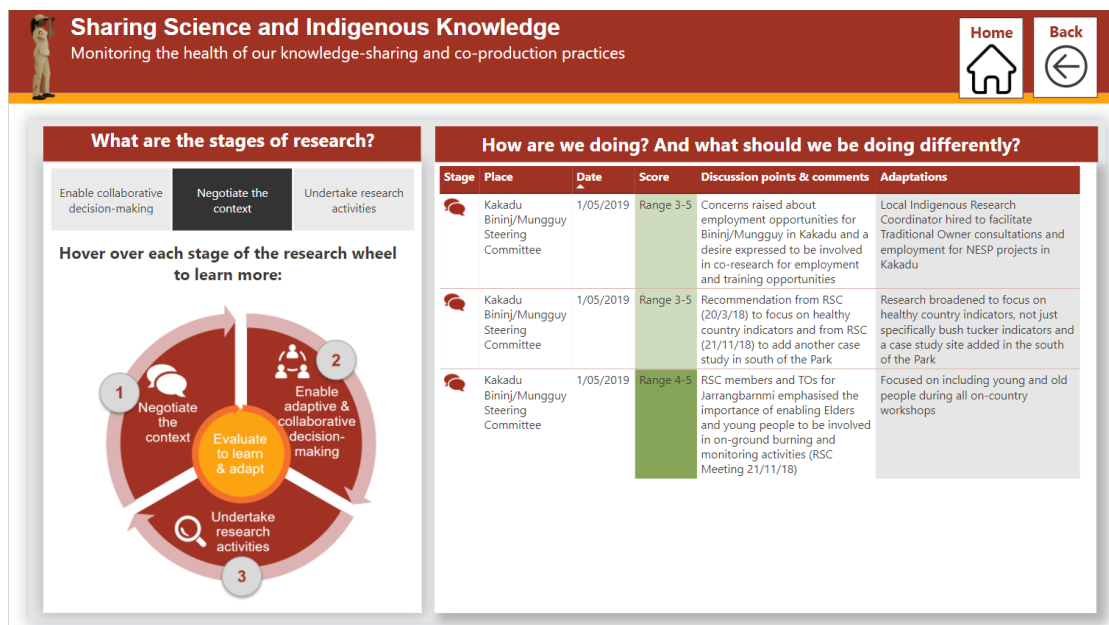 Sharing Science and Indigenous Knowledge
Monitoring the health of our knowledge-sharing and co-production practices
Home
Back
What are the stages of research?
Enable collaborative
decision-making
Negotiate the
context
Undertake research
activities
Hover over each stage of the research wheel
to learn more:
1
Negotiate
the
context
2
Enable
adaptive &
collaborative
decision-
making
Evaluate
to learn
& adapt
Undertake
research
activities
3
How are we doing? And what should we be doing differently?
Stage Place Date Score Discussion points & comments Adaptations
Kakadu
Bininj/Mungguy
Steering
Committee
1/05/2019
Range 3-5
Concerns raised about
employment opportunities for
Bininj/Mungguy in Kakadu and a
desire expressed to be involved
in co-research for employment
and training opportunities
Local Indigenous Research
Coordinator hired to facilitate
Traditional Owner consultations and
employment for NESP projects in
Kakadu
Kakadu
Bininj/Mungguy
Steering
Committee
1/05/2019
Range 3-5
Recommendation from RSC
(20/3/18) to focus on healthy
country indicators and from RSC
(21/11/18) to add another case
study in south of the Park
Research broadened to focus on
healthy country indicators, not just
specifically bush tucker indicators and
a case study site added in the south
of the Park
Kakadu
Bininj/Mungguy
Steering
Committee
1/05/2019
Range 4-5
RSC members and TOs for
Jarrangbarnmi emphasised the
importance of enabling Elders
and young people to be involved
in on-ground burning and
monitoring activities (RSC
Meeting 21/11/18)
Focused on including young and old
people during all on-country
workshops